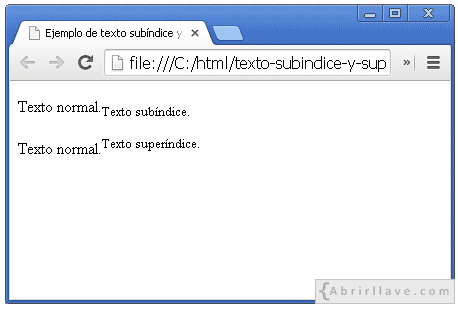 Ejemplo de texto subíndice y
file:///C:/html/texto-subindice-y-sup
»
Texto normal.Texto subíndice.
Texto normal.Texto superíndice.
{Abrirllave.com